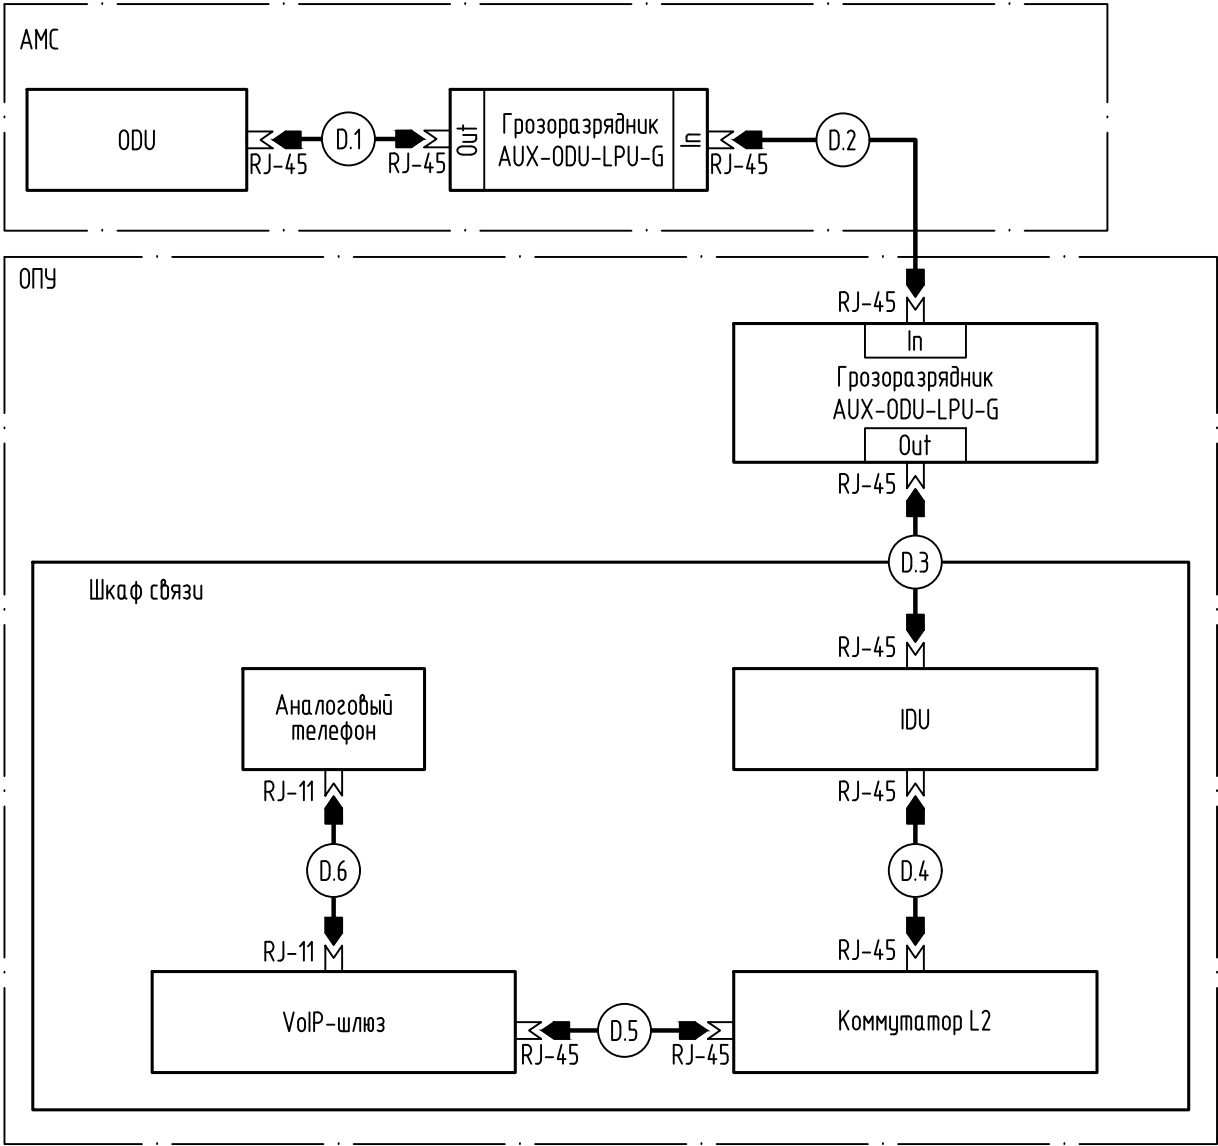 АМС
ODU
RJ-45
D.1
RJ-45
Out
Грозоразрядник
AUX-ODU-LPU-G
In
RJ-45
D.2
ОПУ
RJ-45
In
Грозоразрядник
AUX-ODU-LPU-G
Out
RJ-45
D.3
Шкаф связи
RJ-45
Аналоговый
телефон
IDU
RJ-11
RJ-45
D.6
D.4
RJ-11
RJ-45
VoIP-шлюз
RJ-45
D.5
RJ-45
Коммутатор L2